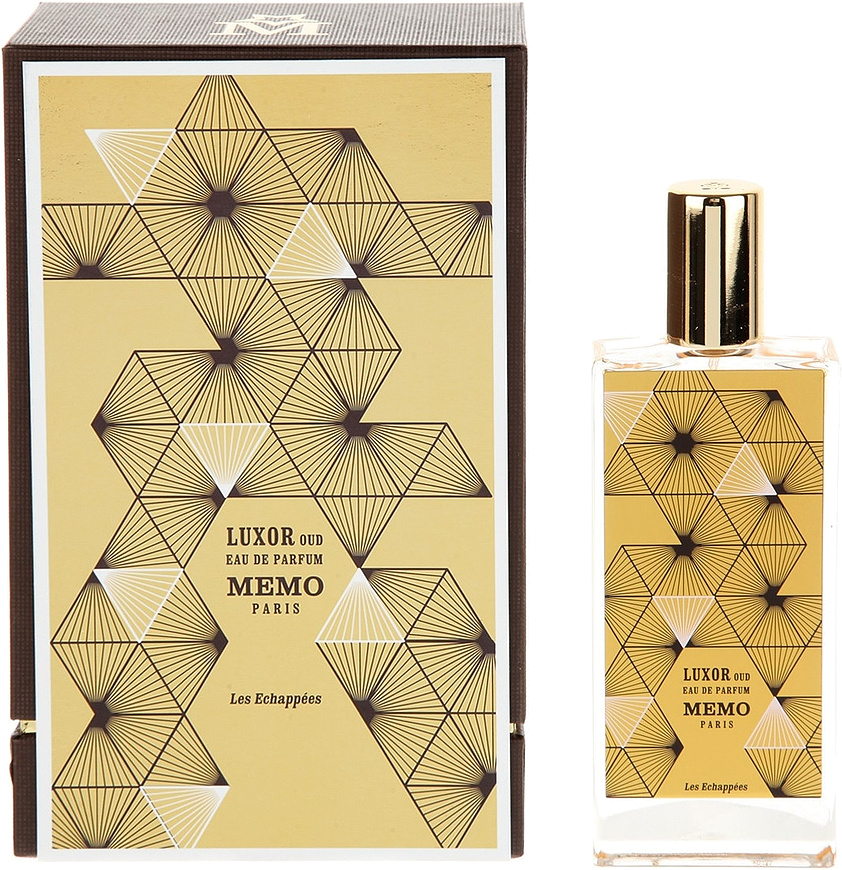 M
LUXOR OUD
EAU DE PARFUM
MEMO
PARIS
Les Echappées
LUXOR OUD
EAU DE PARFUM
MEMO
PARIS
Les Echappées